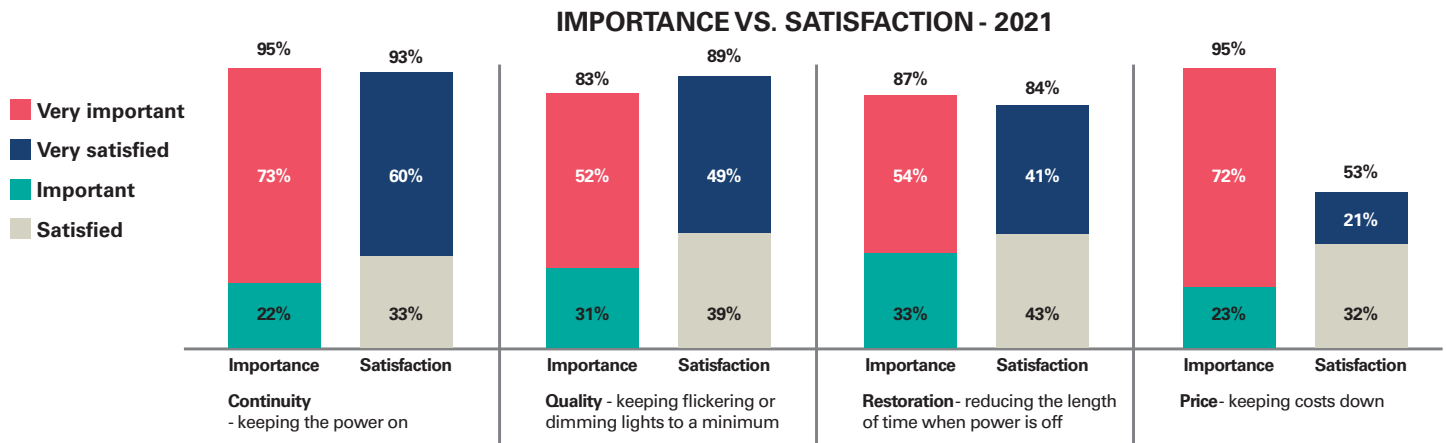 IMPORTANCE VS. SATISFACTION - 2021
Very important
Very satisfied
Important
Satisfied
95%
73%
22%
93%
60%
33%
Importance
Satisfaction
Continuity
- keeping the power on
83%
52%
31%
89%
49%
39%
Importance
Satisfaction
Quality - keeping flickering or
dimming lights to a minimum
87%
54%
33%
84%
41%
43%
Importance
Satisfaction
Restoration - reducing the length
of time when power is off
95%
72%
23%
53%
21%
32%
Importance
Satisfaction
Price - keeping costs down